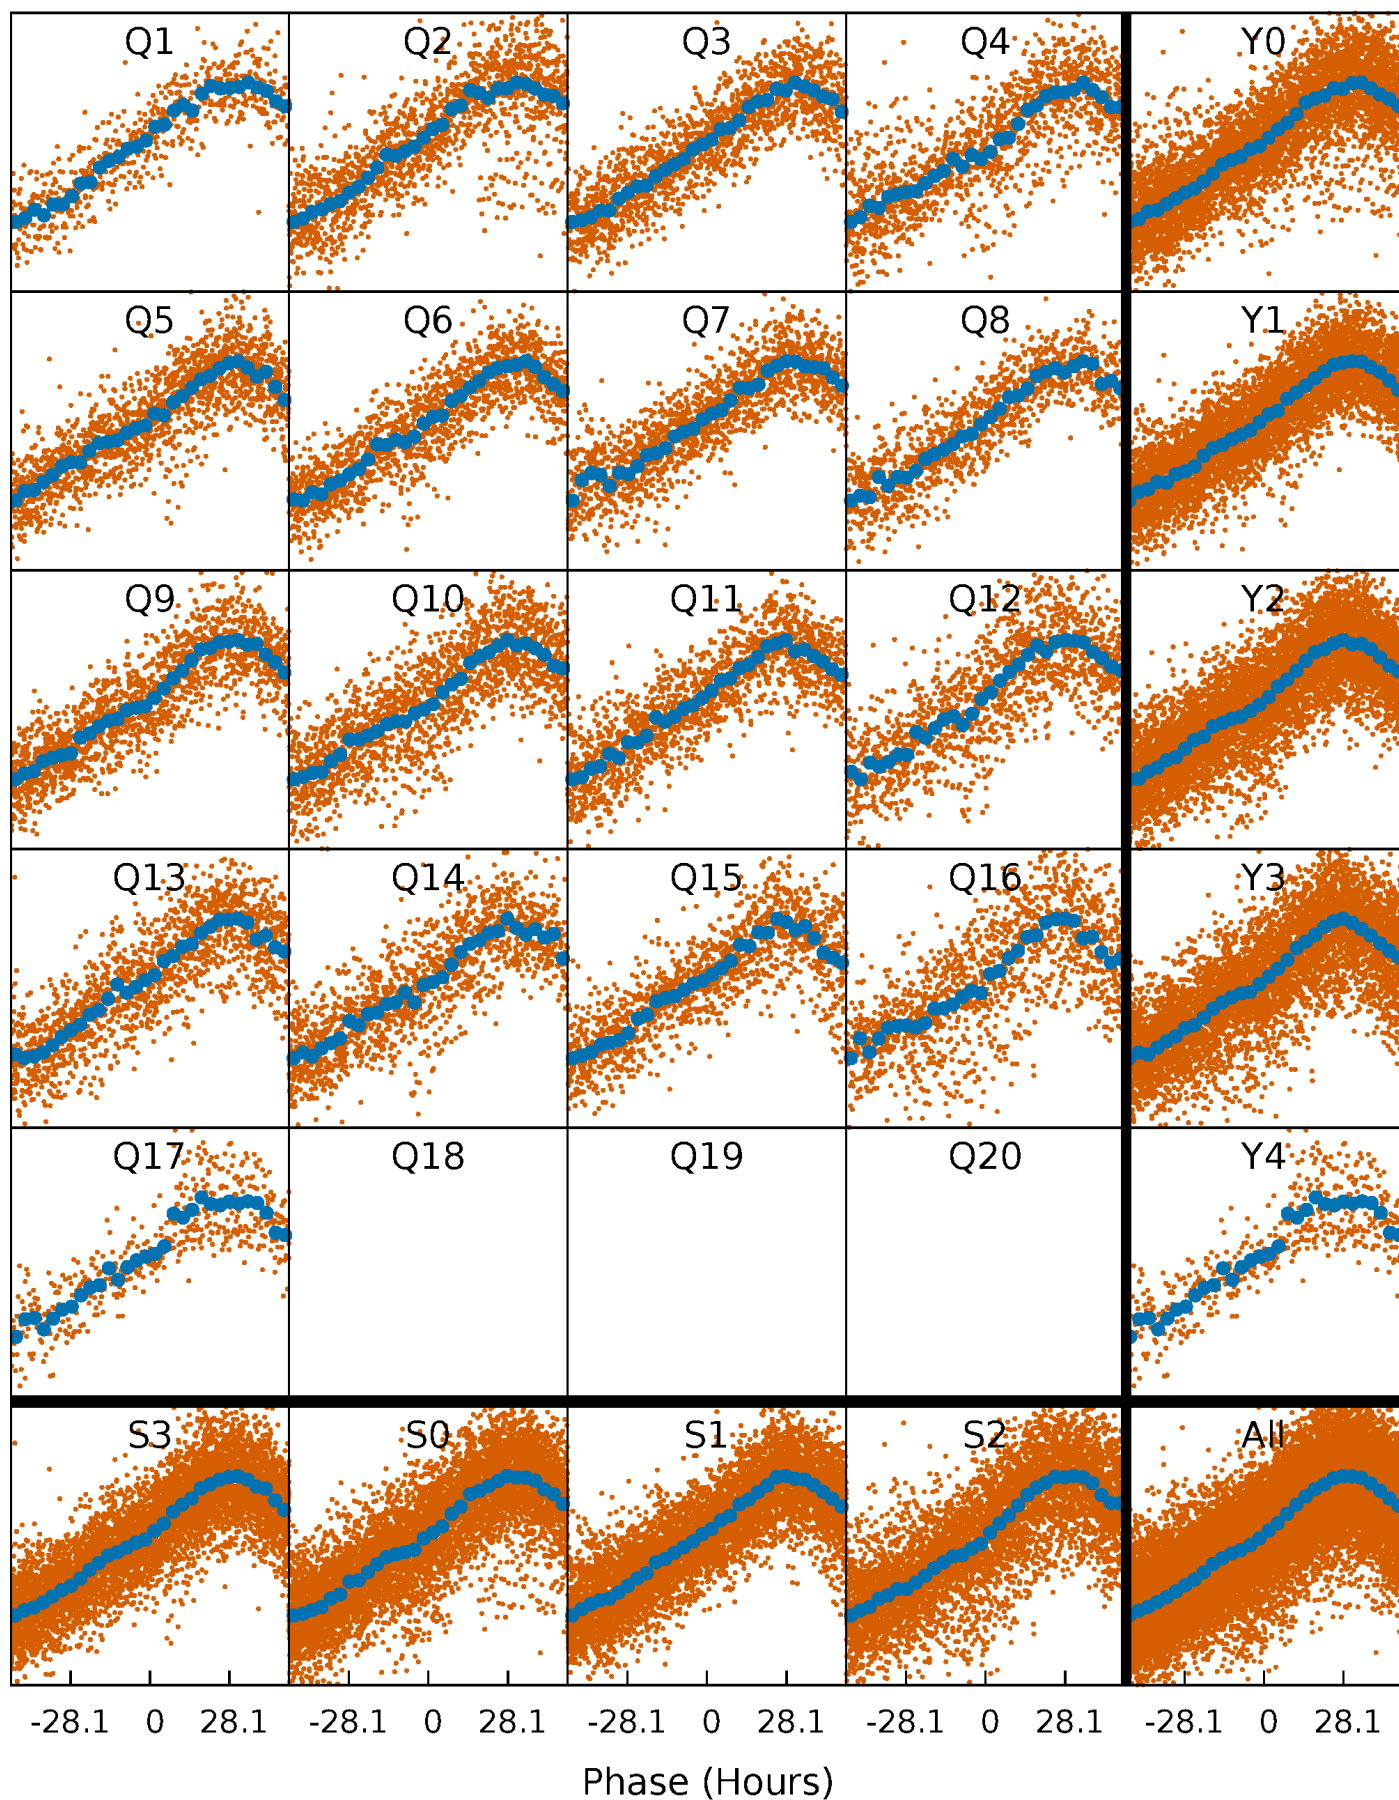 Q1 Q2 Q3 Q4 Y0
Q5 Q6 Q7 Q8 Y1
Q9 Q10 Q11 Q12 Y2
Q13 Q14 Q15 Q16 Y3
Q17 Q18 Q19 Q20 Y4
S3 S0 S1 S2 All
-28.1 0 28.1 -28.1 0 28.1 -28.1 0 28.1 -28.1 0 28.1 -28.1 0 28.1
Phase (Hours)